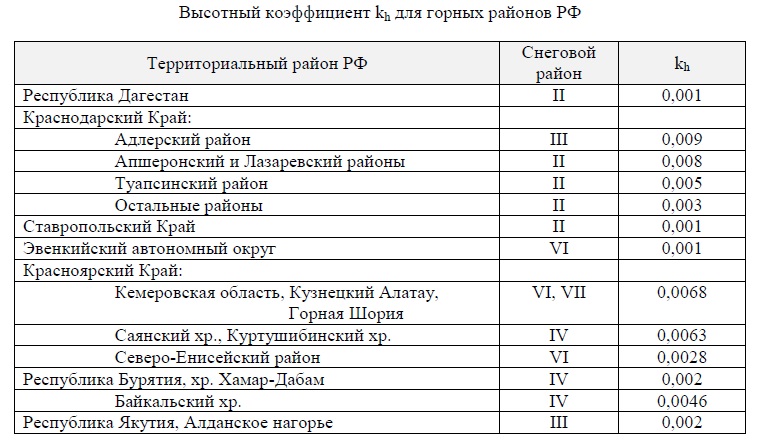 Высотный коэффициент kh для горных районов РФ
Территориальный район РФ Снеговой район kh
Республика Дагестан II 0,001
Краснодарский Край:
Адлерский район III 0,009
Апшеронский и Лазаревский районы II 0,008
Туапсинский район II 0,005
Остальные районы II 0,003
Ставропольский Край II 0,001
Эвенкийский автономный округ VI 0,001
Красноярский Край:
Кемеровская область, Кузнецкий Алатау, VI, VII 0,0068
Горная Шория
Саянский хр., Куртушибинский хр. IV 0,0063
Северо-Енисейский район VI 0,0028
Республика Бурятия, хр. Хамар-Дабам IV 0,002
Байкальский хр. IV 0,0046
Республика Якутия, Алданское нагорье III 0,002